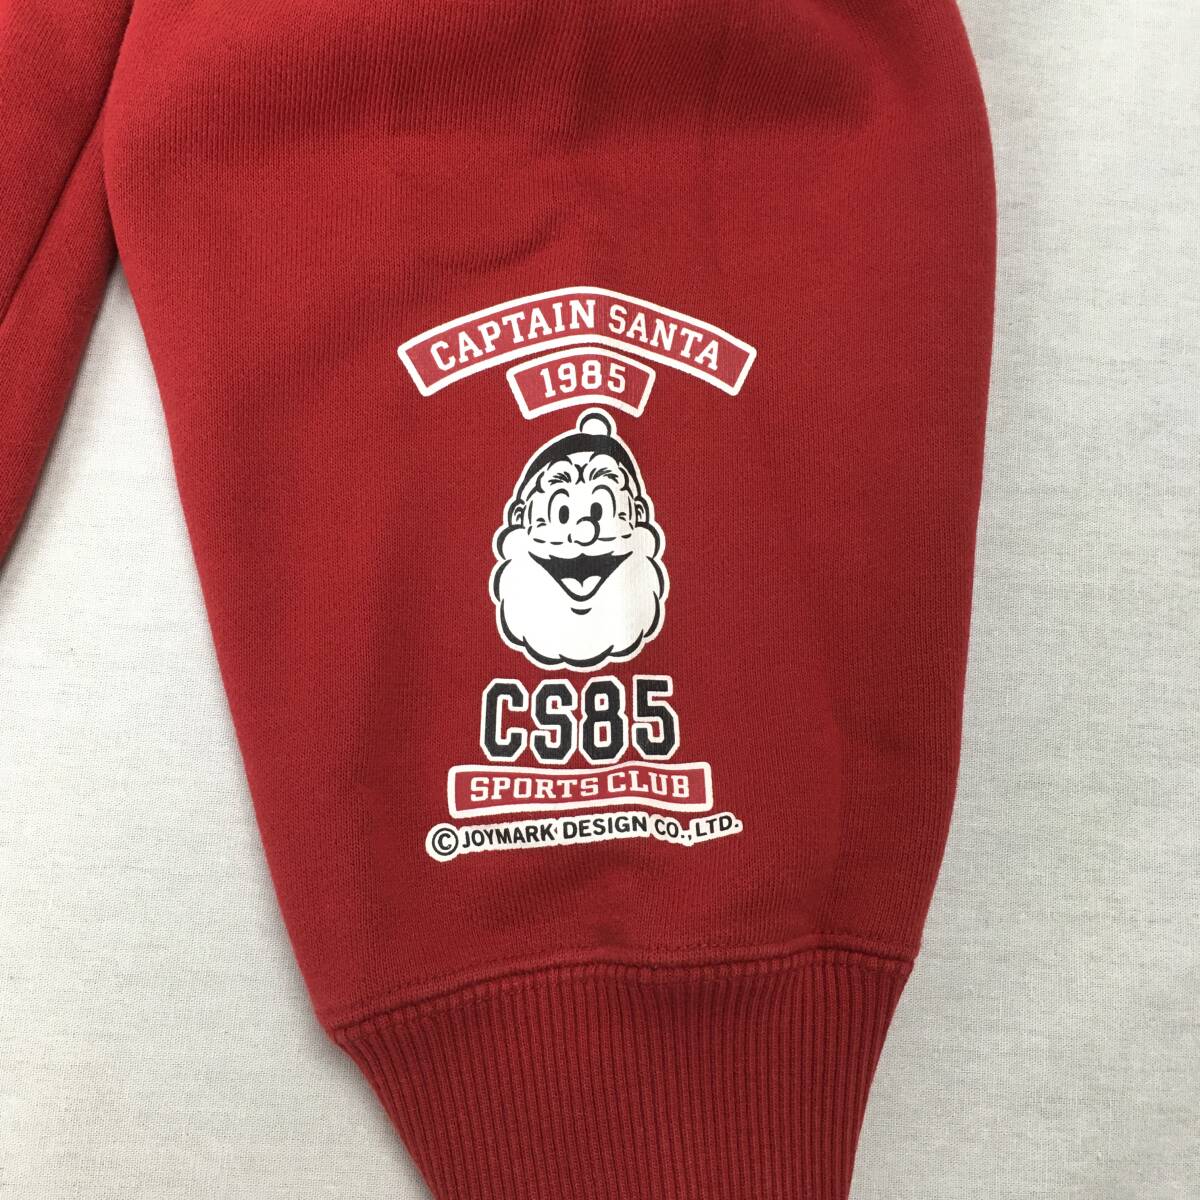 CAPTAIN SANTA
1985
CS85
SPORTS CLUB
© JOYMARK DESIGN CO., LTD.